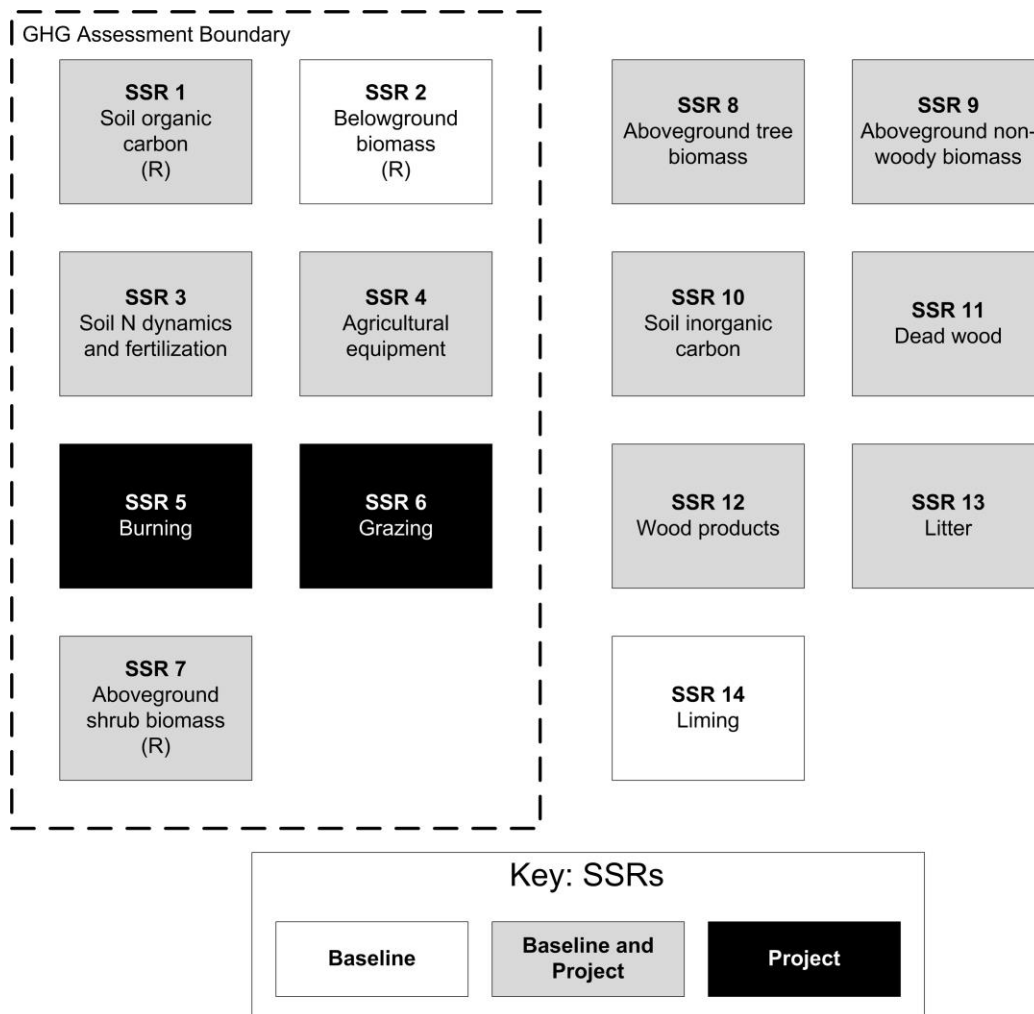 GHG Assessment Boundary
SSR 1
Soil organic
carbon
(R)
SSR 2
Belowground
biomass
(R)
SSR 8
Aboveground tree
biomass
SSR 9
Aboveground non-
woody biomass
SSR 3
Soil N dynamics
and fertilization
SSR 4
Agricultural
equipment
SSR 10
Soil inorganic
carbon
SSR 11
Dead wood
SSR 5
Burning
SSR 6
Grazing
SSR 12
Wood products
SSR 13
Litter
SSR 7
Aboveground
shrub biomass
(R)
SSR 14
Liming
Key: SSRs
Baseline
Baseline and
Project
Project